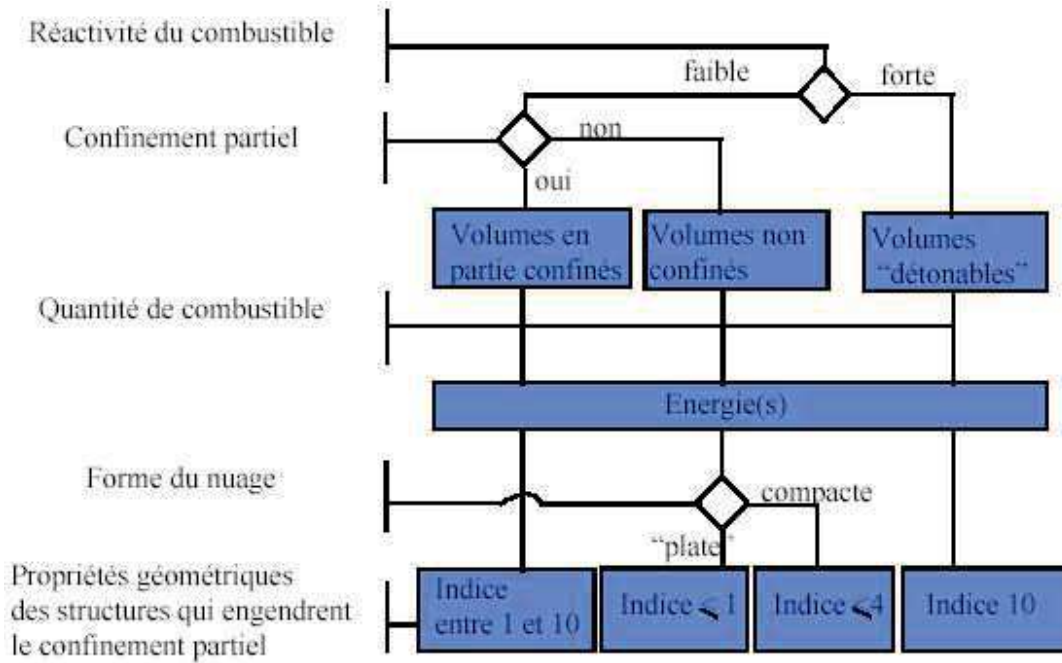 Réactivité du combustible
faible
forte
Confinement partiel
non
oui
Volumes en
partie confinés
Volumes non
confinés
Volumes
“détonables”
Quantité de combustible
Energie(s)
Forme du nuage
compacte
“plate”
Propriétés géométriques
des structures qui engendrent
le confinement partiel
Indice
entre 1 et 10
Indice ⩽ 1
Indice ⩽4
Indice 10